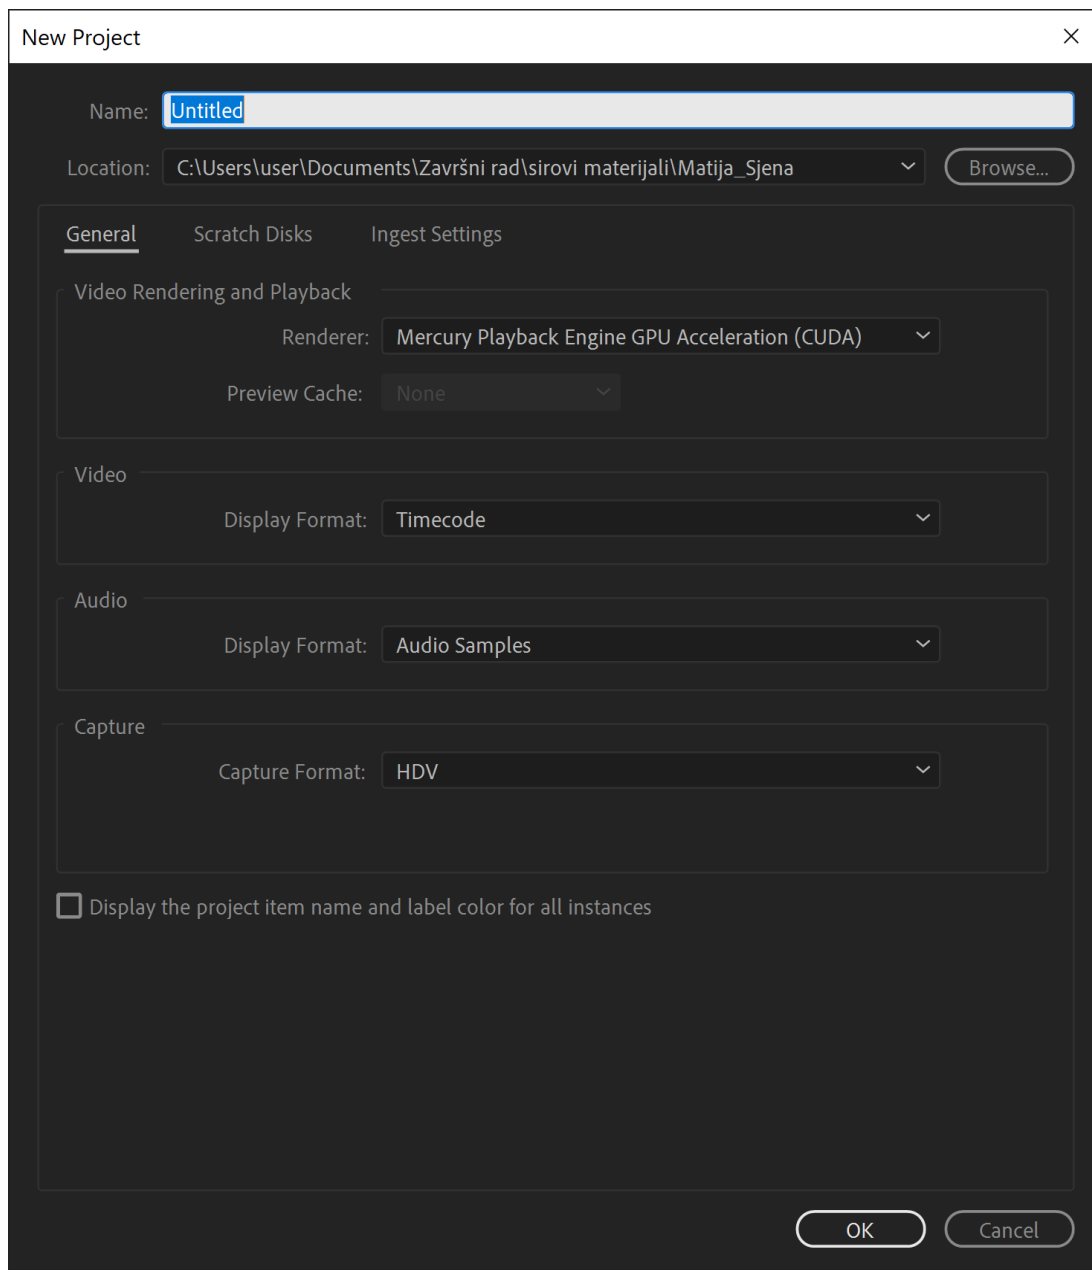 New Project
Name: Untitled
Location: C:\Users\user\Documents\Završni rad\sirovi materijali\Matija_Sjena Browse...
General Scratch Disks Ingest Settings
Video Rendering and Playback
Renderer: Mercury Playback Engine GPU Acceleration (CUDA)
Preview Cache: None
Video
Display Format: Timecode
Audio
Display Format: Audio Samples
Capture
Capture Format: HDV
Display the project item name and label color for all instances
OK Cancel